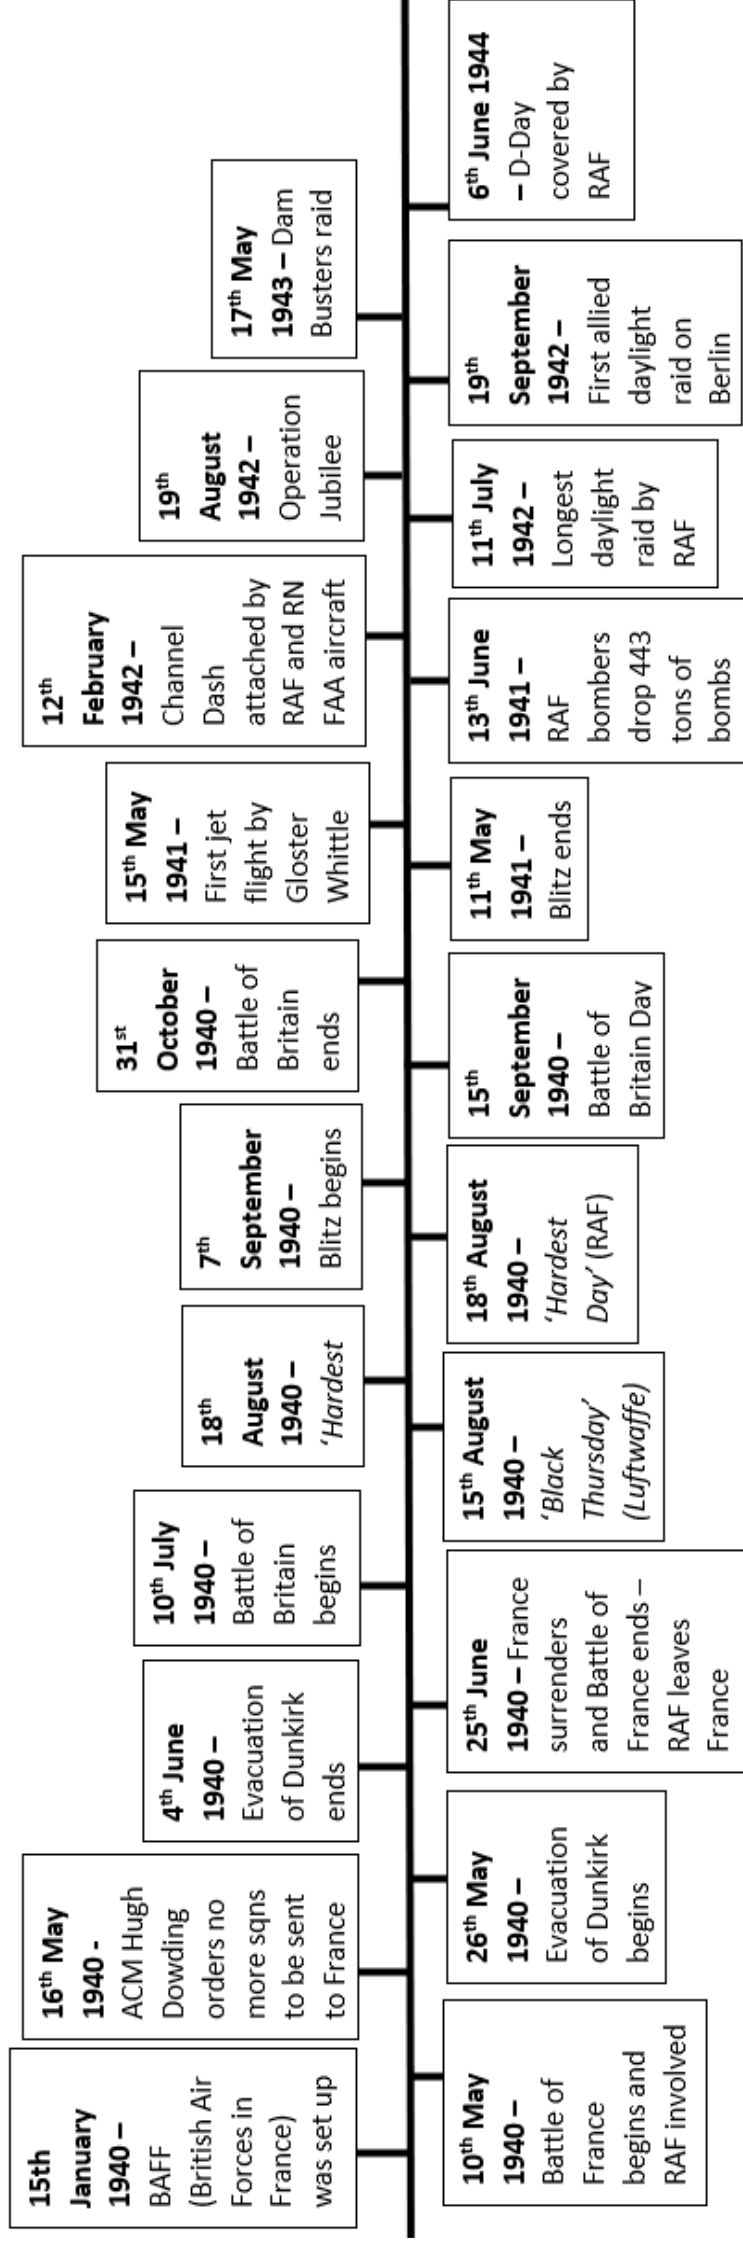 15th
January
1940 –
BAFF
(British Air
Forces in
France)
was set up
10th May
1940 –
Battle of
France
begins and
RAF involved
16th May
1940 -
ACM Hugh
Dowding
orders no
more sqns
to be sent
to France
26th May
1940 –
Evacuation
of Dunkirk
begins
4th June
1940 –
Evacuation
of Dunkirk
ends
25th June
1940 – France
surrenders
and Battle of
France ends –
RAF leaves
France
10th July
1940 –
Battle of
Britain
begins
15th August
1940 –
‘Black
Thursday’
(Luftwaffe)
18th
August
1940 –
‘Hardest
18th August
1940 –
‘Hardest
Day’ (RAF)
7th
September
1940 –
Blitz begins
15th
September
1940 –
Battle of
Britain Day
31st
October
1940 –
Battle of
Britain
ends
11th May
1941 –
Blitz ends
15th May
1941 –
First jet
flight by
Gloster
Whittle
13th June
1941 –
RAF
bombers
drop 443
tons of
bombs
12th
February
1942 –
Channel
Dash
attached by
RAF and RN
FAA aircraft
11th July
1942 –
Longest
daylight
raid by
RAF
19th
August
1942 –
Operation
Jubilee
19th
September
1942 –
First allied
daylight
raid on
Berlin
17th May
1943 – Dam
Busters raid
6th June 1944
– D-Day
covered by
RAF